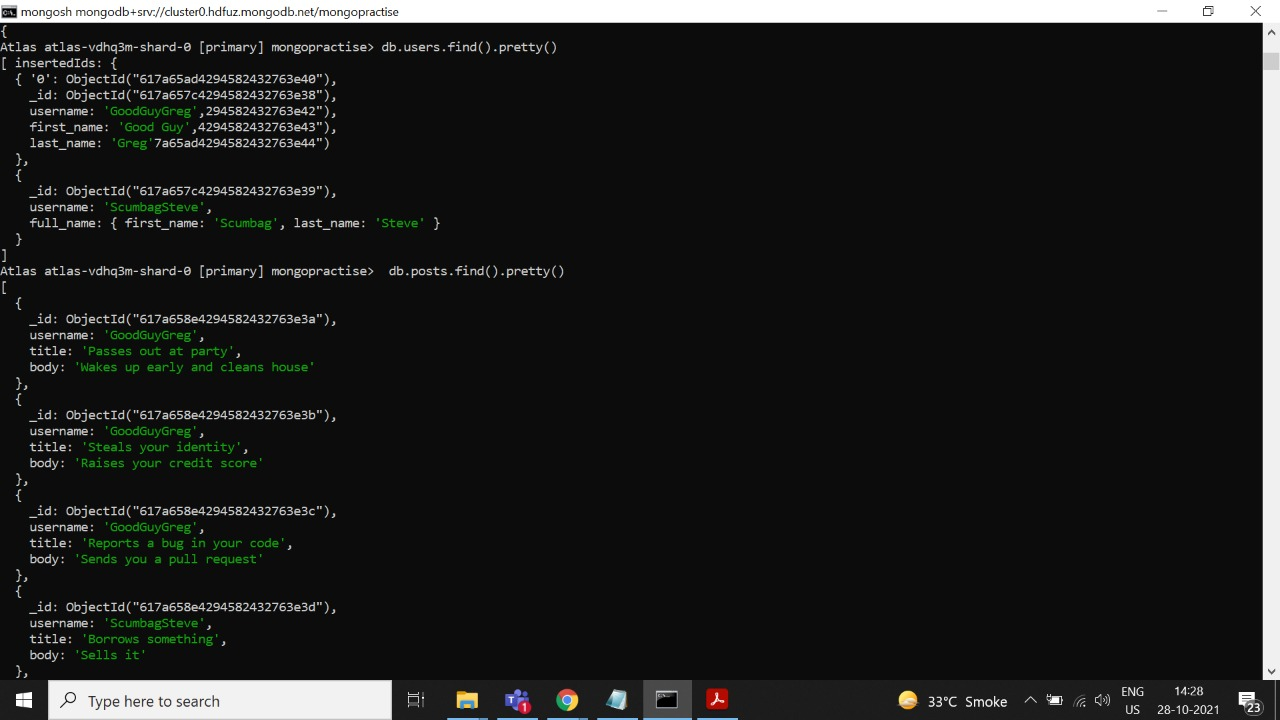 mongosh mongodb+srv://cluster0.hdfuz.mongodb.net/mongopractise
{
Atlas atlas-vdhq3m-shard-0 [primary] mongopractise> db.users.find().pretty()
[ insertedIds: {
  { '0': ObjectId("617a65ad4294582432763e40"),
    _id: ObjectId("617a657c4294582432763e38"),
    username: 'GoodGuyGreg',294582432763e42"),
    first_name: 'Good Guy',4294582432763e43"),
    last_name: 'Greg'7a65ad4294582432763e44")
  },
  {
    _id: ObjectId("617a657c4294582432763e39"),
    username: 'ScumbagSteve',
    full_name: { first_name: 'Scumbag', last_name: 'Steve' }
  }
]
Atlas atlas-vdhq3m-shard-0 [primary] mongopractise>  db.posts.find().pretty()
[
  {
    _id: ObjectId("617a658e4294582432763e3a"),
    username: 'GoodGuyGreg',
    title: 'Passes out at party',
    body: 'Wakes up early and cleans house'
  },
  {
    _id: ObjectId("617a658e4294582432763e3b"),
    username: 'GoodGuyGreg',
    title: 'Steals your identity',
    body: 'Raises your credit score'
  },
  {
    _id: ObjectId("617a658e4294582432763e3c"),
    username: 'GoodGuyGreg',
    title: 'Reports a bug in your code',
    body: 'Sends you a pull request'
  },
  {
    _id: ObjectId("617a658e4294582432763e3d"),
    username: 'ScumbagSteve',
    title: 'Borrows something',
    body: 'Sells it'
  },
Type here to search
1
33°C Smoke
ENG
US
14:28
28-10-2021
23